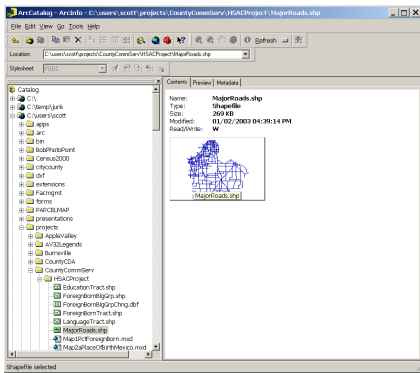 ArcCatalog - ArcInfo - C:\users\scott\projects\CountyCommServ\HSACProject\MajorRoads.shp
File Edit View Go Tools Help
Location: C:\users\scott\projects\CountyCommServ\HSACProject\MajorRoads.shp
Refresh
Stylesheet FGDC
Catalog
C:\
C:\temp\junk
C:\users\scott
apps
arc
bin
BobPhotoPoint
Census2000
citycounty
dxf
extensions
Facmgmt
forms
PARCELMAP
presentations
projects
AppleValley
AV32Legends
Burnsville
CountyCDA
CountyCommServ
HSACProject
EducationTract.shp
ForeignBornBlgGrp.shp
ForeignBornBlgGrpChng.dbf
ForeignBornTract.shp
LanguageTract.shp
MajorRoads.shp
Map1PctForeignBorn.mxd
Map2aPlaceOfBirthMexico.mxd
Contents Preview Metadata
Name: MajorRoads.shp
Type: Shapefile
Size: 269 KB
Modified: 01/02/2003 04:39:14 PM
Read/Write: W
MajorRoads.shp
Shapefile selected